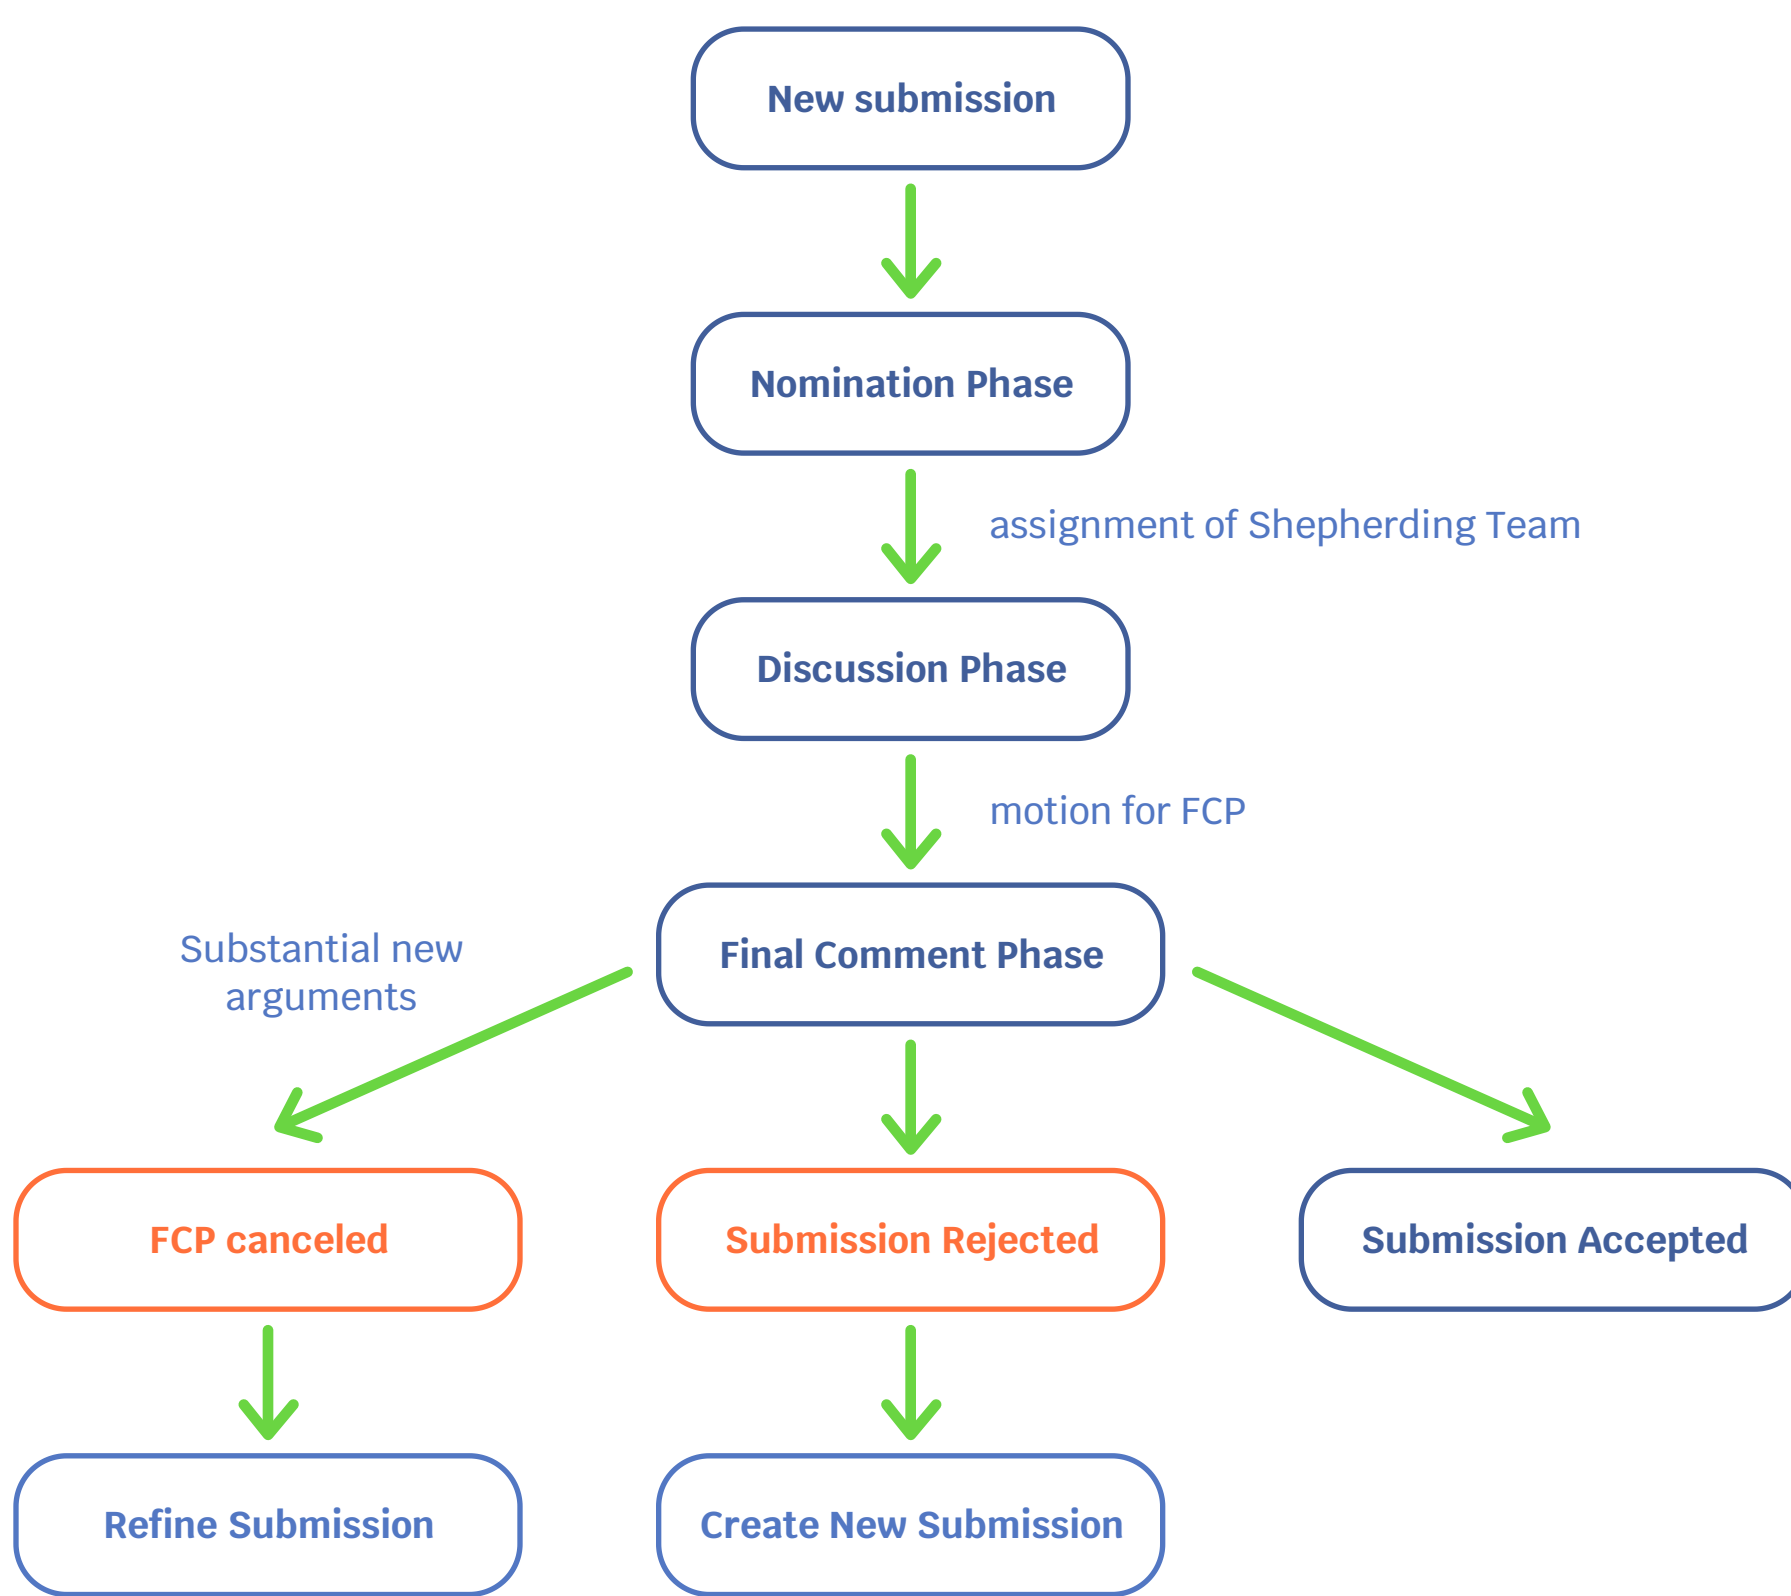 New submission
Nomination Phase
assignment of Shepherding Team
Discussion Phase
motion for FCP
Final Comment Phase
Substantial new
arguments
FCP canceled
Submission Rejected
Submission Accepted
Refine Submission
Create New Submission